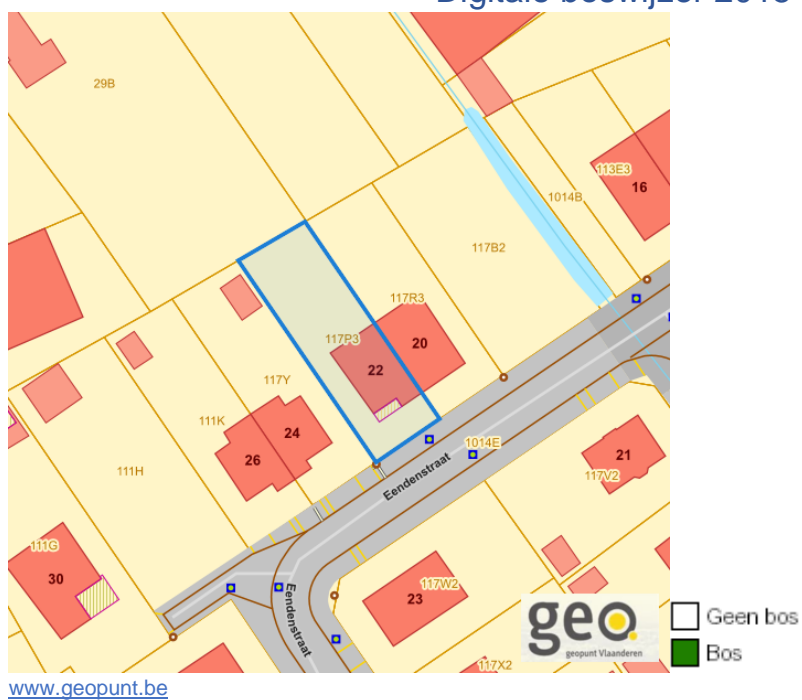 29B
113E3
16
1014B
117B2
117R3
117P3
20
22
117Y
111K
24
26
1014E
Eendenstraat
111H
21
117V2
111G
30
117W2
23
Eendenstraat
117X2
geo
geopunt Vlaanderen
Geen bos
Bos
www.geopunt.be